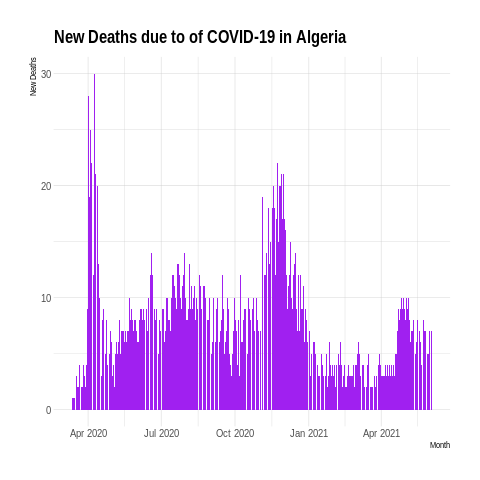 New Deaths due to of COVID-19 in Algeria
New Deaths
30
20
10
0
Apr 2020 Jul 2020 Oct 2020 Jan 2021 Apr 2021
Month